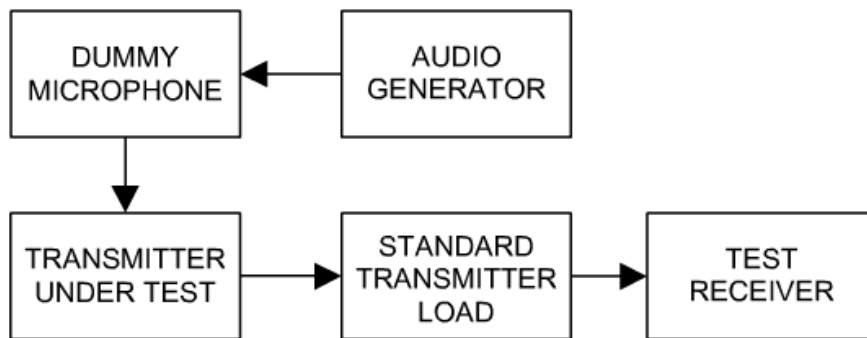 DUMMY
MICROPHONE
AUDIO
GENERATOR
TRANSMITTER
UNDER TEST
STANDARD
TRANSMITTER
LOAD
TEST
RECEIVER